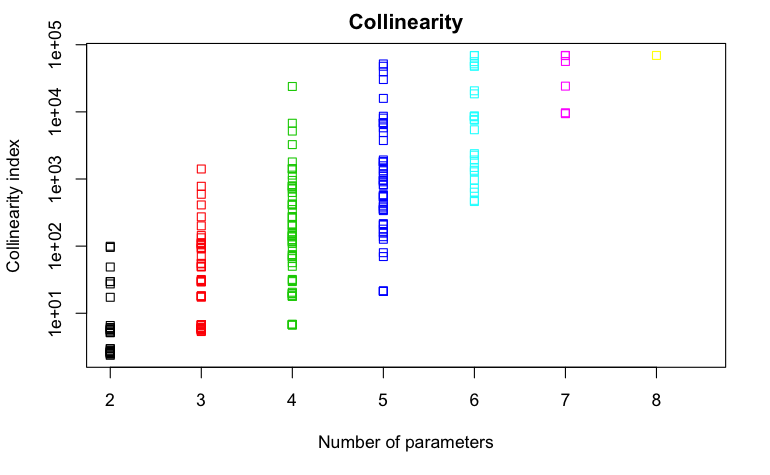 Collinearity
1e+05
1e+04
1e+03
1e+02
1e+01
Collinearity index
2 3 4 5 6 7 8
Number of parameters